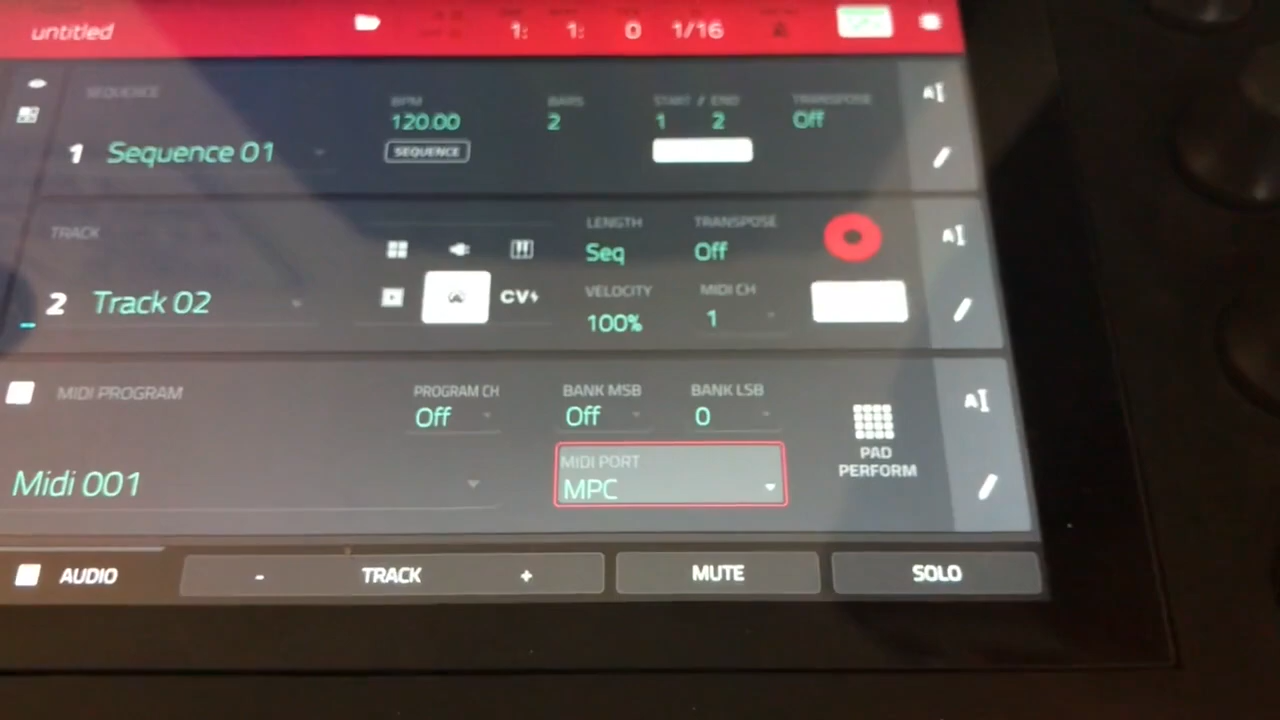 untitled
1: 1: 0 1/16
SEQUENCE
BPM BARS START / END TRANSPOSE
120.00 2 1 2 Off
1 Sequence 01 SEQUENCE
TRACK
LENGTH TRANSPOSE
Seq Off
2 Track 02 CV
VELOCITY MIDI CH
100% 1
MIDI PROGRAM
PROGRAM CH BANK MSB BANK LSB
Off Off 0
Midi 001
MIDI PORT
MPC
PAD
PERFORM
AUDIO - TRACK + MUTE SOLO